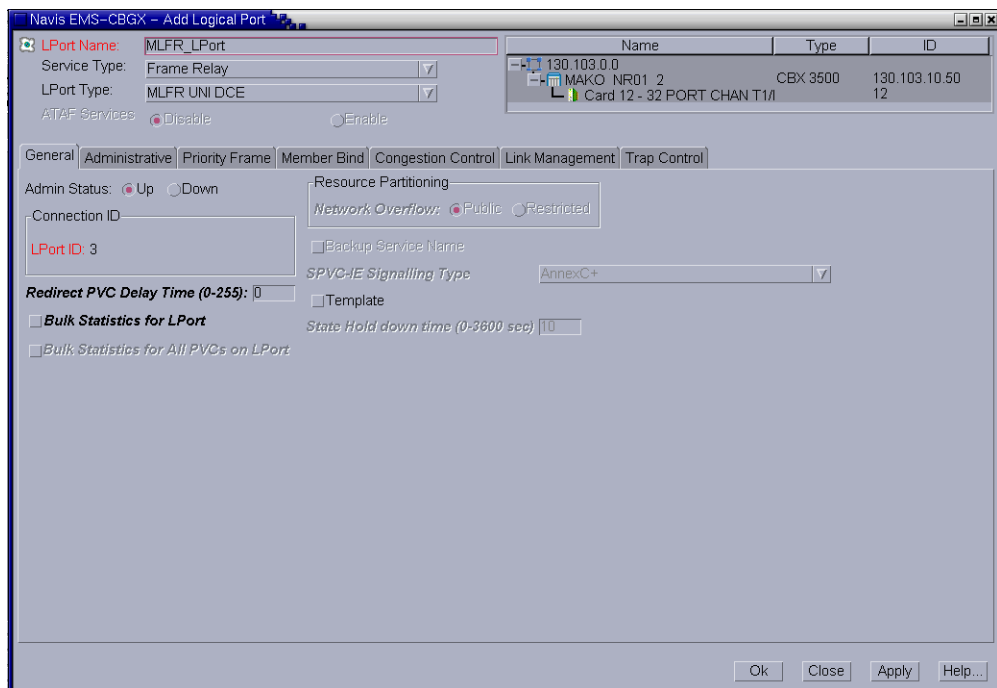 Navis EMS-CBGX - Add Logical Port
LPort Name: MLFR_LPort
Service Type: Frame Relay
LPort Type: MLFR UNI DCE
ATAF Services Disable Enable
Name Type ID
130.103.0.0
MAKO_NR01_2 CBX 3500 130.103.10.50
Card 12 - 32 PORT CHAN T1/ 12
General Administrative Priority Frame Member Bind Congestion Control Link Management Trap Control
Admin Status: Up Down
Connection ID
LPort ID: 3
Redirect PVC Delay Time (0-255): 0
Bulk Statistics for LPort
Bulk Statistics for All PVCs on LPort
Resource Partitioning
Network Overflow: Public Restricted
Backup Service Name
SPVC-IE Signalling Type AnnexC+
Template
State Hold down time (0-3600 sec) 10
Ok Close Apply Help...